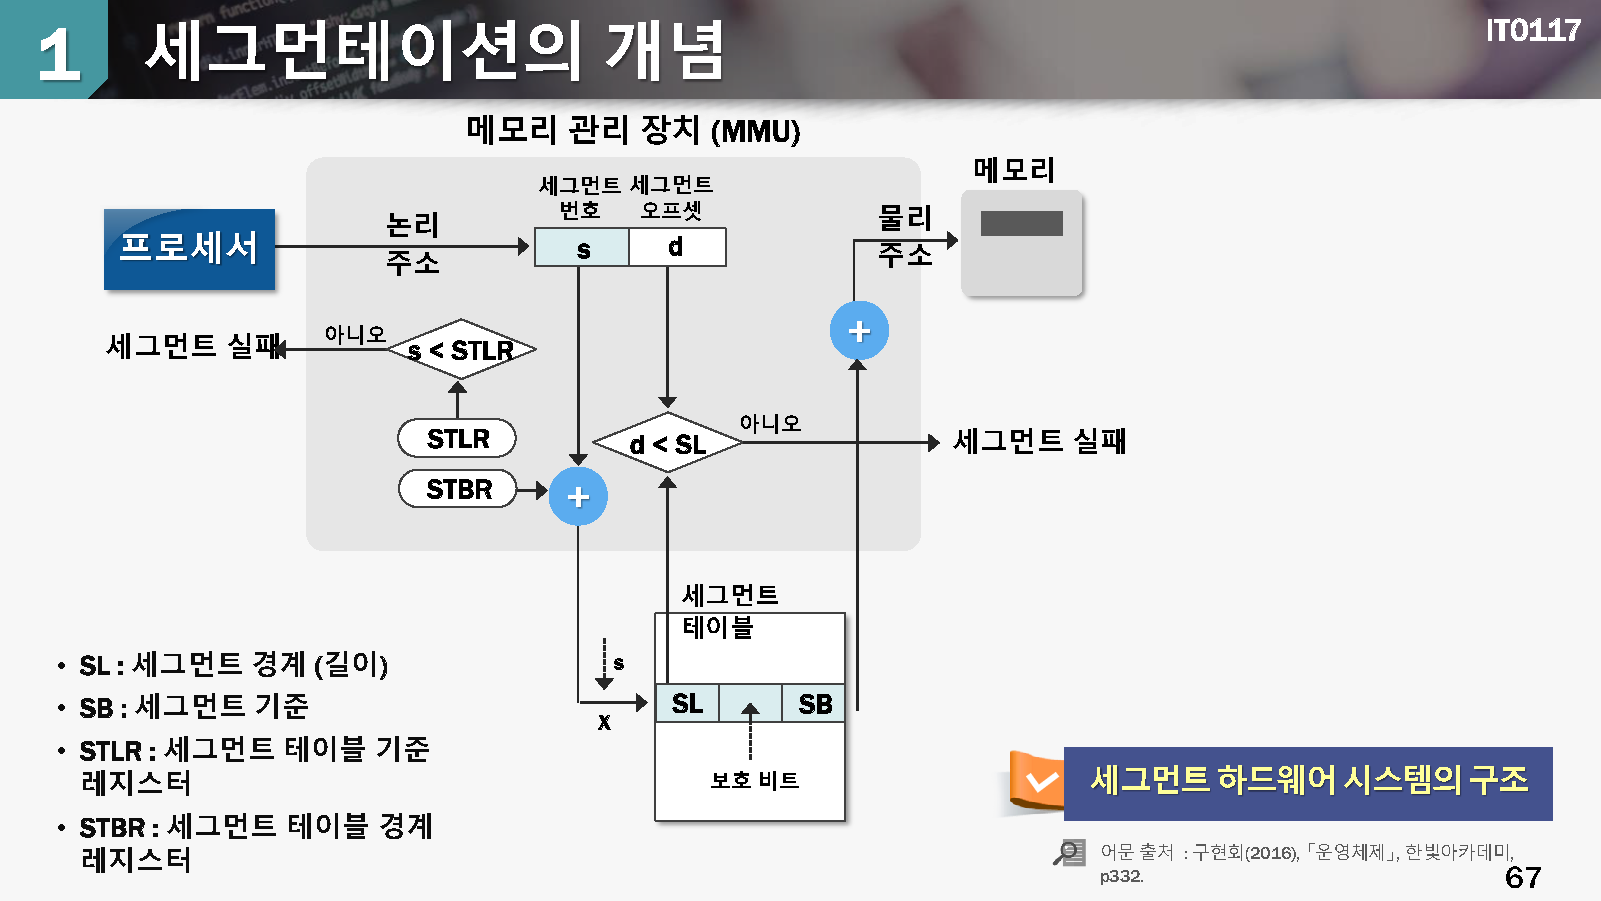 1
세그먼테이션의 개념
IT0117
메모리 관리 장치 (MMU)
메모리
세그먼트 세그먼트
번호 오프셋
프로세서
논리
주소
s
d
물리
주소
세그먼트 실패
아니오
s < STLR
+
STLR
d < SL
아니오
세그먼트 실패
STBR
+
세그먼트
테이블
s
x
SL
SB
보호 비트
• SL : 세그먼트 경계 (길이)
• SB : 세그먼트 기준
• STLR : 세그먼트 테이블 기준
레지스터
• STBR : 세그먼트 테이블 경계
레지스터
세그먼트 하드웨어 시스템의 구조
어문 출처 : 구현회(2016), 「운영체제」, 한빛아카데미,
p332.
67